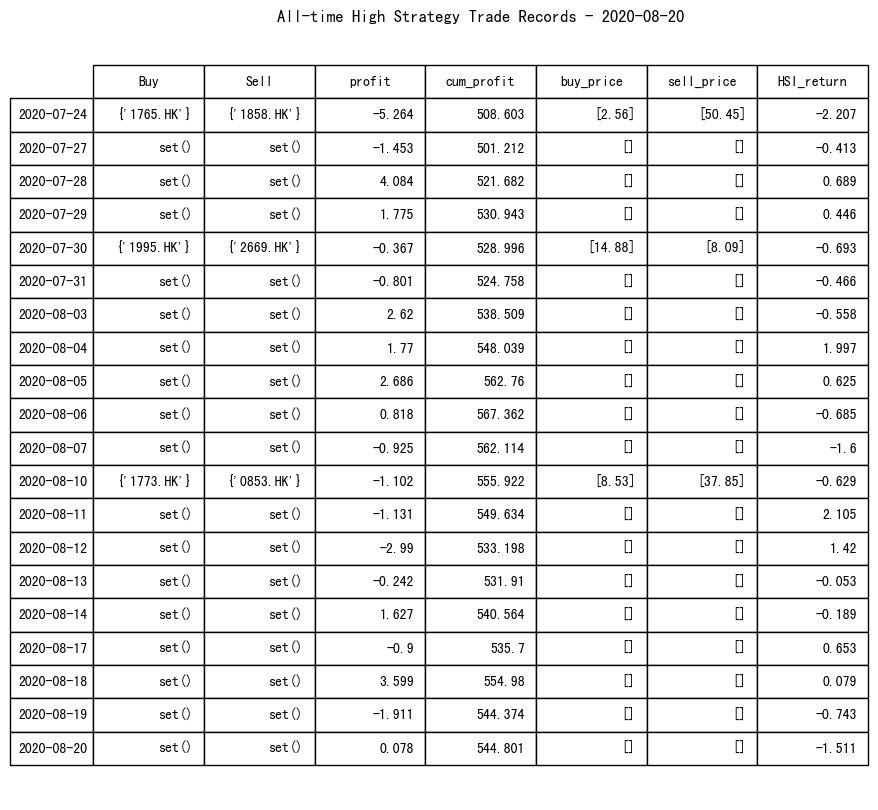 All-time High Strategy Trade Records - 2020-08-20
Buy Sell profit cum_profit buy_price sell_price HSI_return
2020-07-24 {'1765.HK'} {'1858.HK'} -5.264 508.603 [2.56] [50.45] -2.207
2020-07-27 set() set() -1.453 501.212 [] [] -0.413
2020-07-28 set() set() 4.084 521.682 [] [] 0.689
2020-07-29 set() set() 1.775 530.943 [] [] 0.446
2020-07-30 {'1995.HK'} {'2669.HK'} -0.367 528.996 [14.88] [8.09] -0.693
2020-07-31 set() set() -0.801 524.758 [] [] -0.466
2020-08-03 set() set() 2.62 538.509 [] [] -0.558
2020-08-04 set() set() 1.77 548.039 [] [] 1.997
2020-08-05 set() set() 2.686 562.76 [] [] 0.625
2020-08-06 set() set() 0.818 567.362 [] [] -0.685
2020-08-07 set() set() -0.925 562.114 [] [] -1.6
2020-08-10 {'1773.HK'} {'0853.HK'} -1.102 555.922 [8.53] [37.85] -0.629
2020-08-11 set() set() -1.131 549.634 [] [] 2.105
2020-08-12 set() set() -2.99 533.198 [] [] 1.42
2020-08-13 set() set() -0.242 531.91 [] [] -0.053
2020-08-14 set() set() 1.627 540.564 [] [] -0.189
2020-08-17 set() set() -0.9 535.7 [] [] 0.653
2020-08-18 set() set() 3.599 554.98 [] [] 0.079
2020-08-19 set() set() -1.911 544.374 [] [] -0.743
2020-08-20 set() set() 0.078 544.801 [] [] -1.511